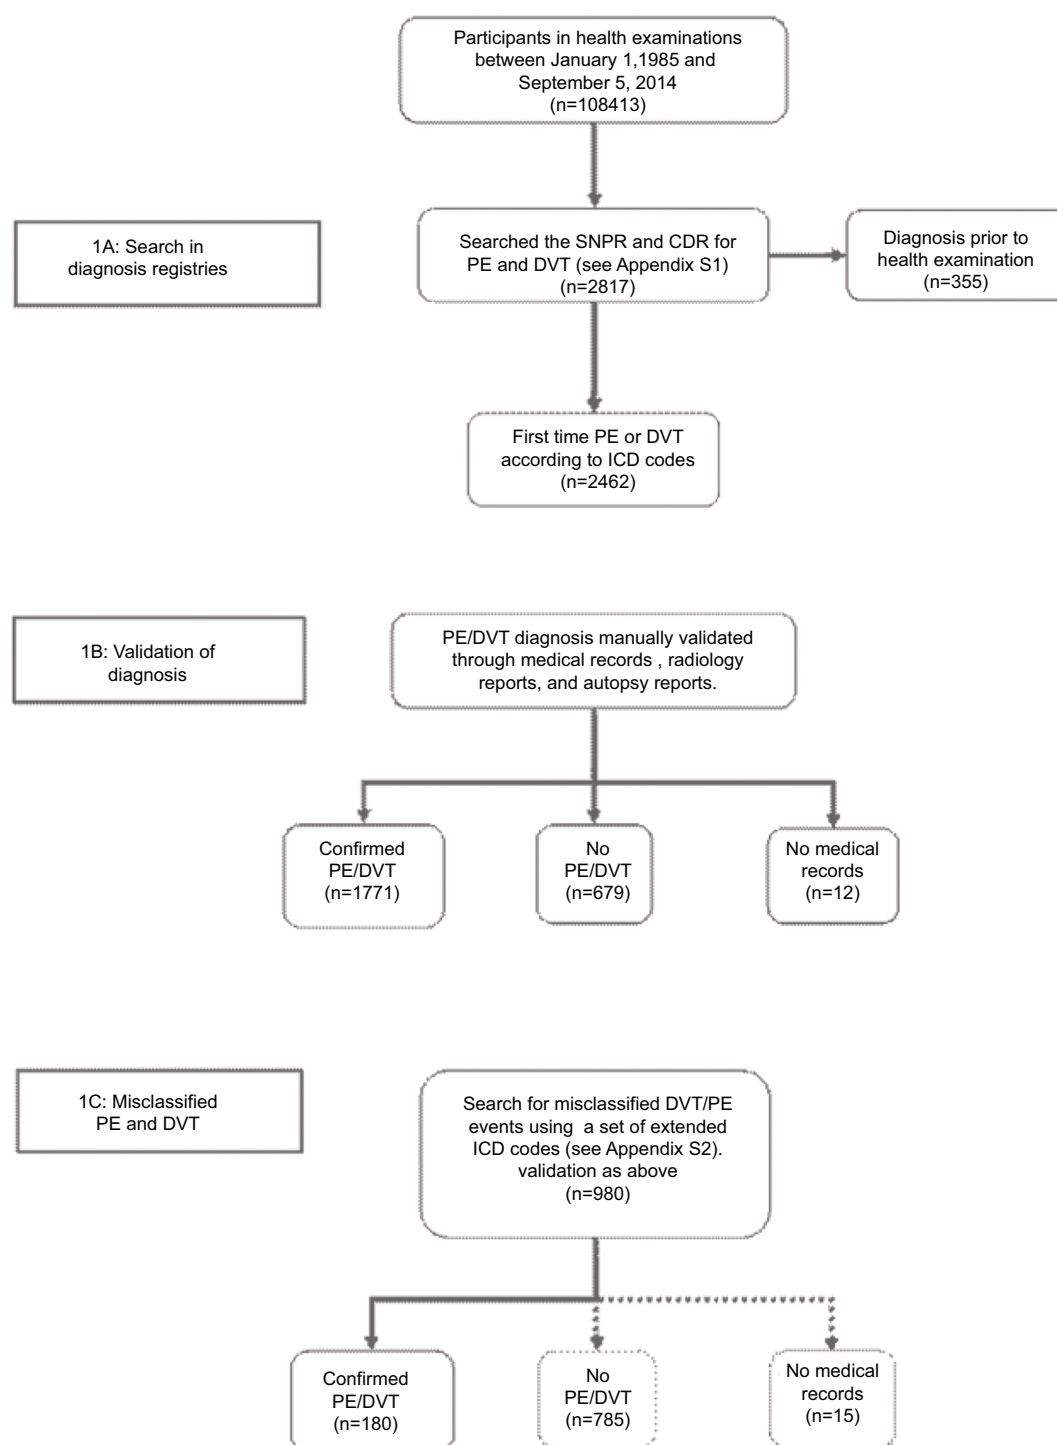 Participants in health examinations
between January 1,1985 and
September 5, 2014
(n=108413)
1A: Search in
diagnosis registries
Searched the SNPR and CDR for
PE and DVT (see Appendix S1)
(n=2817)
Diagnosis prior to
health examination
(n=355)
First time PE or DVT
according to ICD codes
(n=2462)
1B: Validation of
diagnosis
PE/DVT diagnosis manually validated
through medical records , radiology
reports, and autopsy reports.
Confirmed
PE/DVT
(n=1771)
No
PE/DVT
(n=679)
No medical
records
(n=12)
1C: Misclassified
PE and DVT
Search for misclassified DVT/PE
events using a set of extended
ICD codes (see Appendix S2).
validation as above
(n=980)
Confirmed
PE/DVT
(n=180)
No
PE/DVT
(n=785)
No medical
records
(n=15)